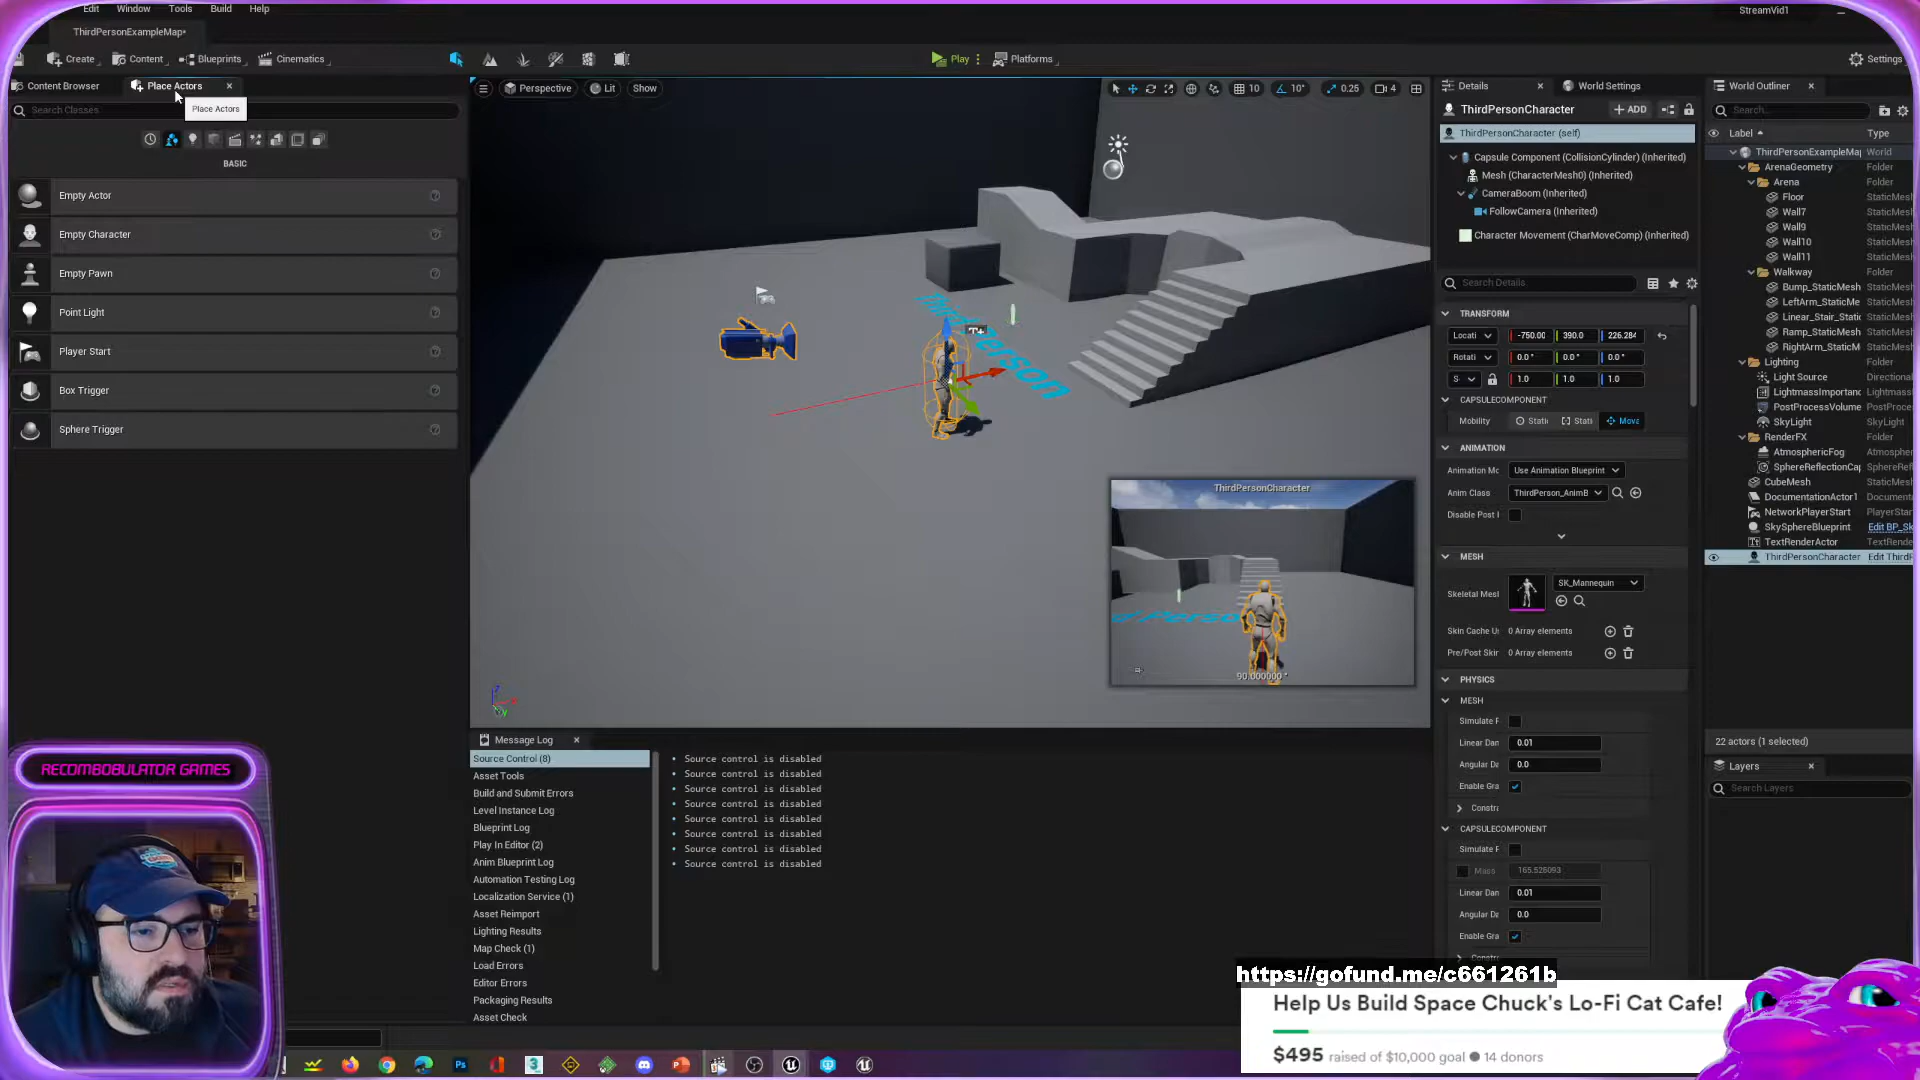 Edit Window Tools Build Help
StreamVid1
ThirdPersonExampleMap*
Create Content Blueprints Cinematics
Play Platforms
Settings
Content Browser Place Actors
Search Classes
Place Actors
BASIC
Empty Actor
Empty Character
Empty Pawn
Point Light
Player Start
Box Trigger
Sphere Trigger
Perspective Lit Show
10 10° 0.25 4
ThirdPersonCharacter
90.000000 °
Message Log
Source Control (8)
Asset Tools
Build and Submit Errors
Level Instance Log
Blueprint Log
Play In Editor (2)
Anim Blueprint Log
Automation Testing Log
Localization Service (1)
Asset Reimport
Lighting Results
Map Check (1)
Load Errors
Editor Errors
Packaging Results
Asset Check
Source control is disabled
Source control is disabled
Source control is disabled
Source control is disabled
Source control is disabled
Source control is disabled
Source control is disabled
Source control is disabled
Details World Settings
ThirdPersonCharacter
+ ADD
ThirdPersonCharacter (self)
Capsule Component (CollisionCylinder) (Inherited)
Mesh (CharacterMesh0) (Inherited)
CameraBoom (Inherited)
FollowCamera (Inherited)
Character Movement (CharMoveComp) (Inherited)
Search Details
TRANSFORM
Locati -750.00 390.0 226.284
Rotati 0.0 ° 0.0 ° 0.0 °
S 1.0 1.0 1.0
CAPSULECOMPONENT
Mobility Stati Stati Mova
ANIMATION
Animation Mo Use Animation Blueprint
Anim Class ThirdPerson_AnimB
Disable Post I
MESH
Skeletal Mesl SK_Mannequin
Skin Cache U 0 Array elements
Pre/Post Skin 0 Array elements
PHYSICS
MESH
Simulate F
Linear Dan 0.01
Angular Da 0.0
Enable Gra
Constra
CAPSULECOMPONENT
Simulate F
Mass 165.526093
Linear Dan 0.01
Angular Da 0.0
Enable Gra
World Outliner
Search...
Label Type
ThirdPersonExampleMap World
ArenaGeometry Folder
Arena Folder
Floor StaticMesh
Wall7 StaticMesh
Wall9 StaticMesh
Wall10 StaticMesh
Wall11 StaticMesh
Walkway Folder
Bump_StaticMesh StaticMesh
LeftArm_StaticMe StaticMesh
Linear_Stair_Stati StaticMesh
Ramp_StaticMesh StaticMesh
RightArm_StaticM StaticMesh
Lighting Folder
Light Source Directional
LightmassImportanc Lightmass
PostProcessVolume PostProce
SkyLight SkyLight
RenderFX Folder
AtmosphericFog Atmospher
SphereReflectionCap SphereRefl
CubeMesh StaticMesh
DocumentationActor1 Documenta
NetworkPlayerStart PlayerStart
SkySphereBlueprint Edit BP_Sk
TextRenderActor TextRende
ThirdPersonCharacter Edit ThirdP
22 actors (1 selected)
Layers
Search Layers
RECOMBOBULATOR GAMES
https://gofund.me/c661261b
Help Us Build Space Chuck's Lo-Fi Cat Cafe!
$495 raised of $10,000 goal ● 14 donors